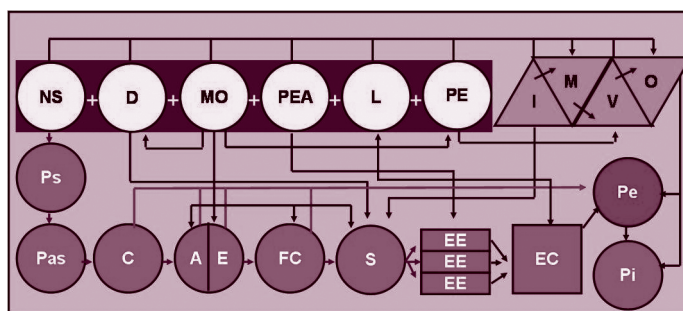 NS + D + MO + PEA + L + PE
I M V O
Ps
Pe
Pas C A E FC S
EE
EE
EE
EC
Pi